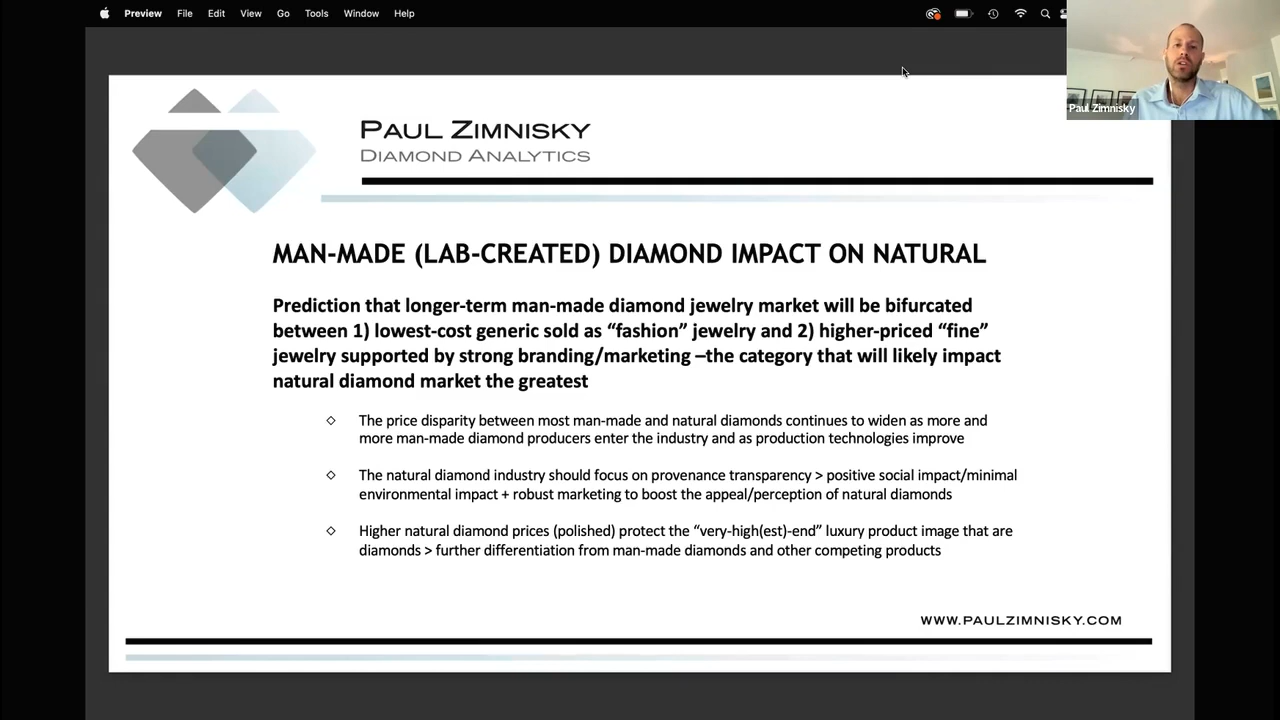 Preview File Edit View Go Tools Window Help
Paul Zimnisky
PAUL ZIMNISKY
DIAMOND ANALYTICS
MAN-MADE (LAB-CREATED) DIAMOND IMPACT ON NATURAL
Prediction that longer-term man-made diamond jewelry market will be bifurcated
between 1) lowest-cost generic sold as “fashion” jewelry and 2) higher-priced “fine”
jewelry supported by strong branding/marketing –the category that will likely impact
natural diamond market the greatest
◇ The price disparity between most man-made and natural diamonds continues to widen as more and
more man-made diamond producers enter the industry and as production technologies improve
◇ The natural diamond industry should focus on provenance transparency > positive social impact/minimal
environmental impact + robust marketing to boost the appeal/perception of natural diamonds
◇ Higher natural diamond prices (polished) protect the “very-high(est)-end” luxury product image that are
diamonds > further differentiation from man-made diamonds and other competing products
WWW.PAULZIMNISKY.COM